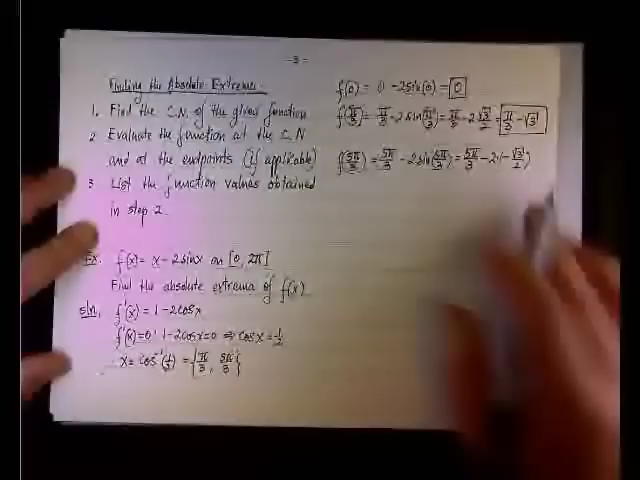 -3-
Finding the Absolute Extrema
1. Find the C.N. of the given function
2 Evaluate the function at the C.N
and at the endpoints (if applicable)
3 List the function values obtained
in step 2.
Ex. f(x) = x - 2sinx on [0, 2π]
Find the absolute extrema of f(x)
Sln. f'(x) = 1 - 2cosx
f'(x)=0, 1-2cosx=0 ⇒ cosx = 1/2
x = cos⁻¹(1/2) = {π/3, 5π/3}
f(0) = 0 - 2sin(0) = 0
f(π/3) = π/3 - 2sin(π/3) = π/3 - 2 √3/2 = π/3 - √3
f(5π/3) = 5π/3 - 2sin(5π/3) = 5π/3 - 2·(-√3/2)